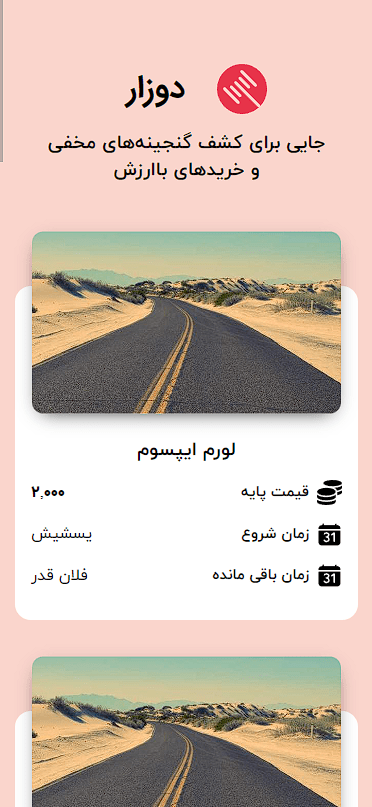 دوزار
جایی برای کشف گنجینه‌های مخفی
و خریدهای باارزش
لورم ایپسوم
قیمت پایه ۲,۰۰۰
زمان شروع یسشیش
31
زمان باقی مانده فلان قدر
31